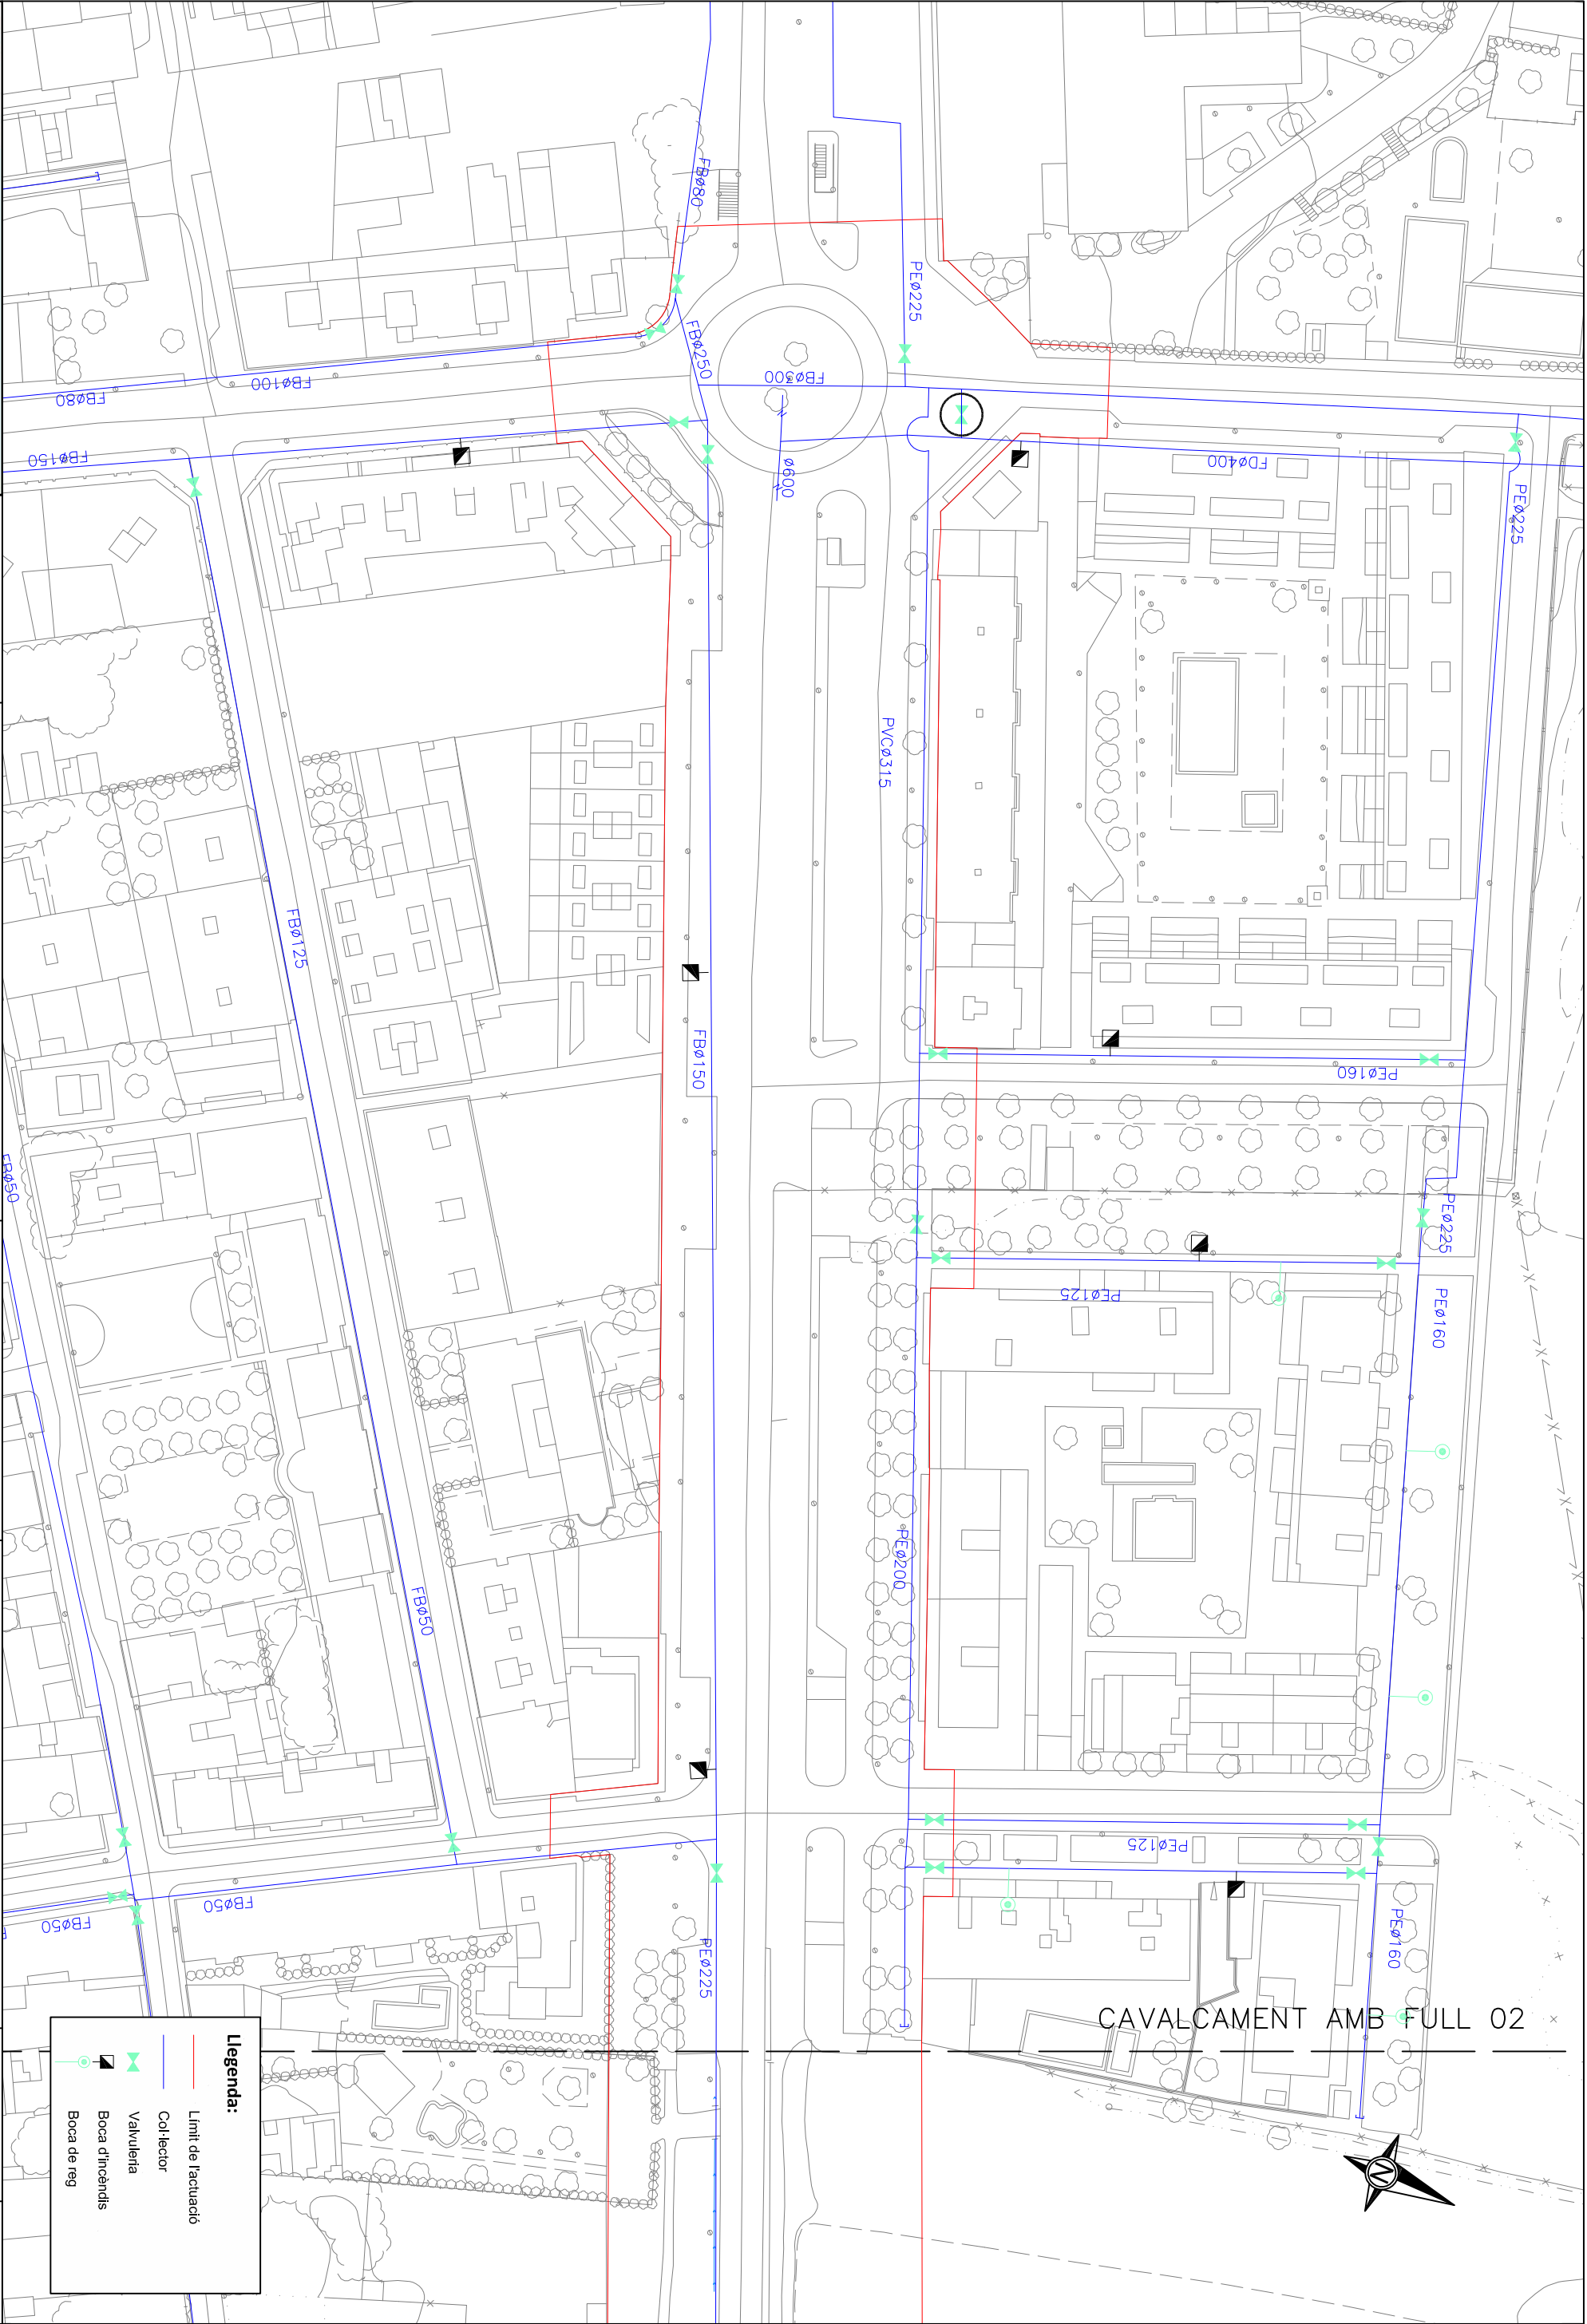 FBØ80
PEØ225
FBØ250
FBØ300
FBØ100
FBØ80
FBØ150
Ø600
FDØ400
PEØ225
PVCØ315
FBØ125
FBØ150
PEØ160
FBØ50
PEØ225
PEØ125
PEØ160
PEØ200
FBØ50
PEØ125
FBØ50
FBØ50
PEØ225
PEØ160
CAVALCAMENT AMB FULL 02
Llegenda:
Límit de l'actuació
Col·lector
Valvuleria
Boca d'incèndis
Boca de reg
N